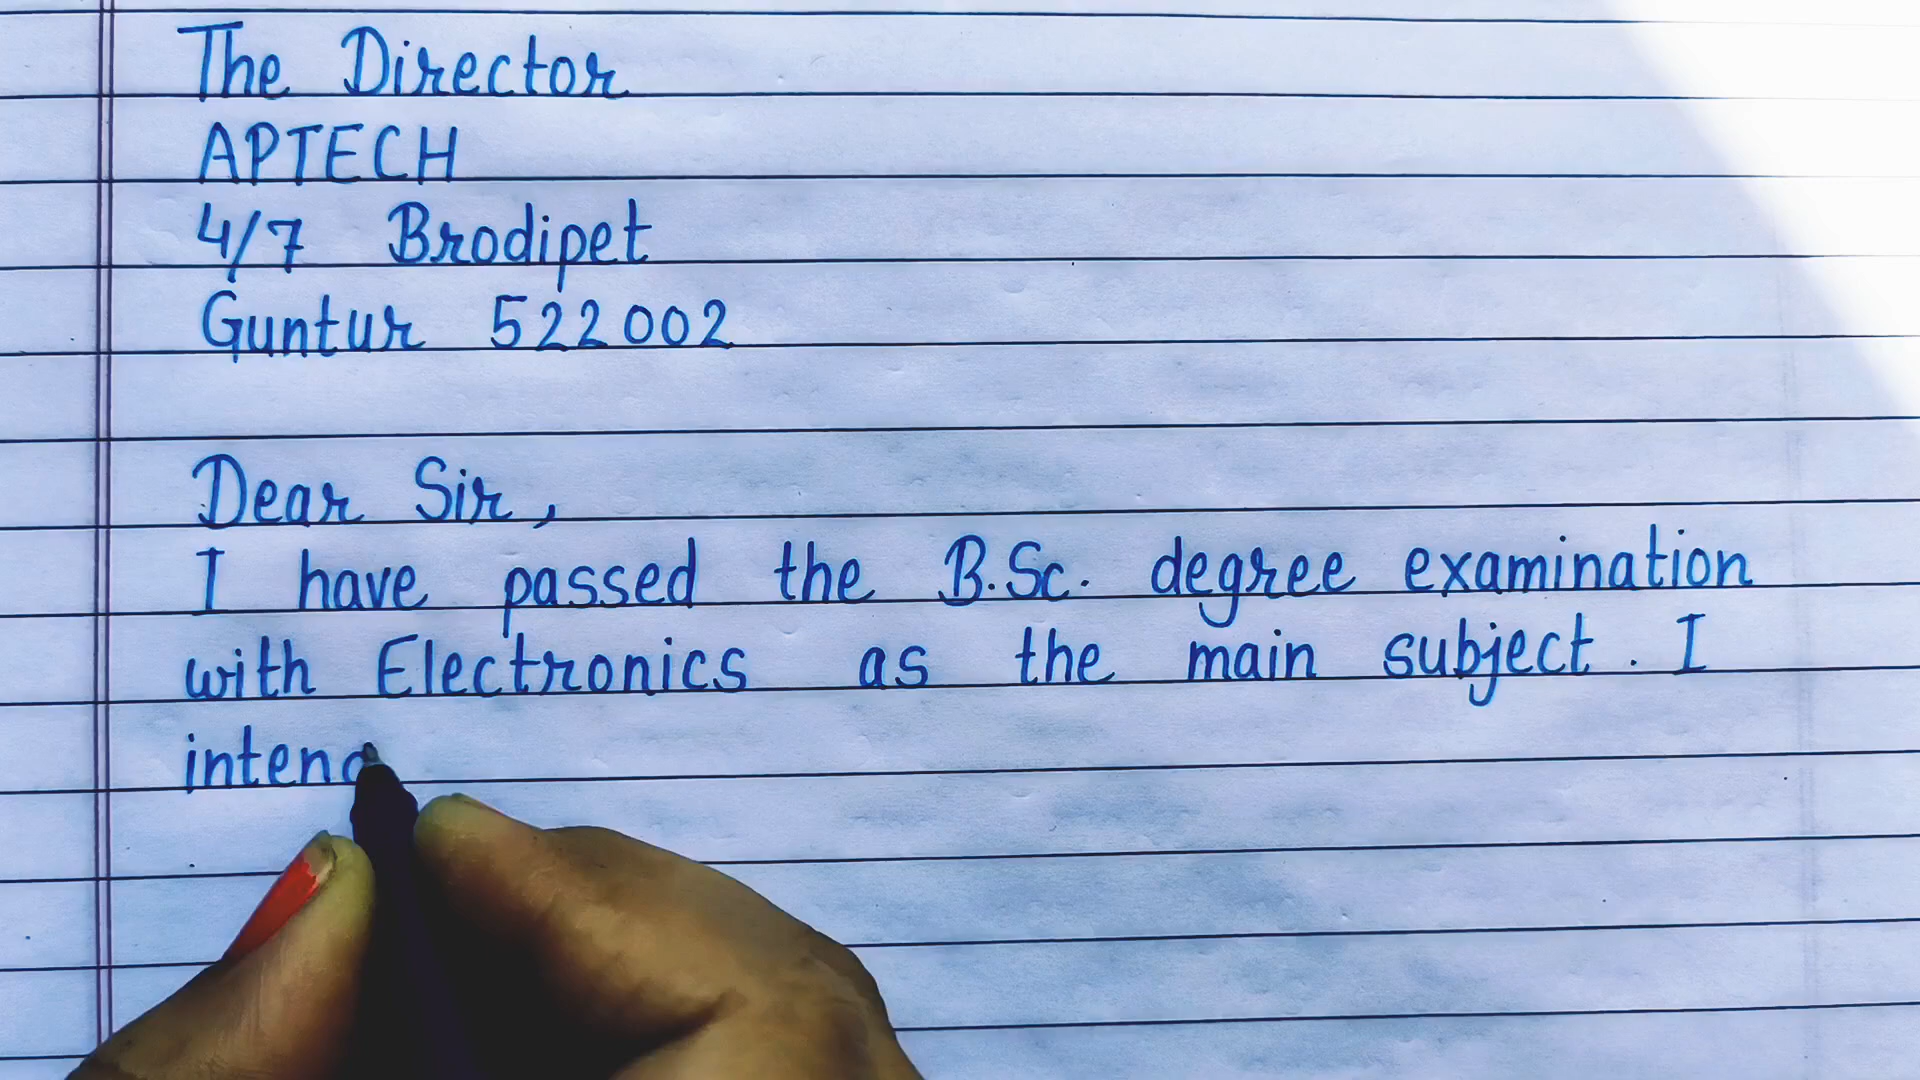 The Director
APTECH
4/7 Brodipet
Guntur 522002
Dear Sir,
I have passed the B.Sc. degree examination
with Electronics as the main subject. I
intend